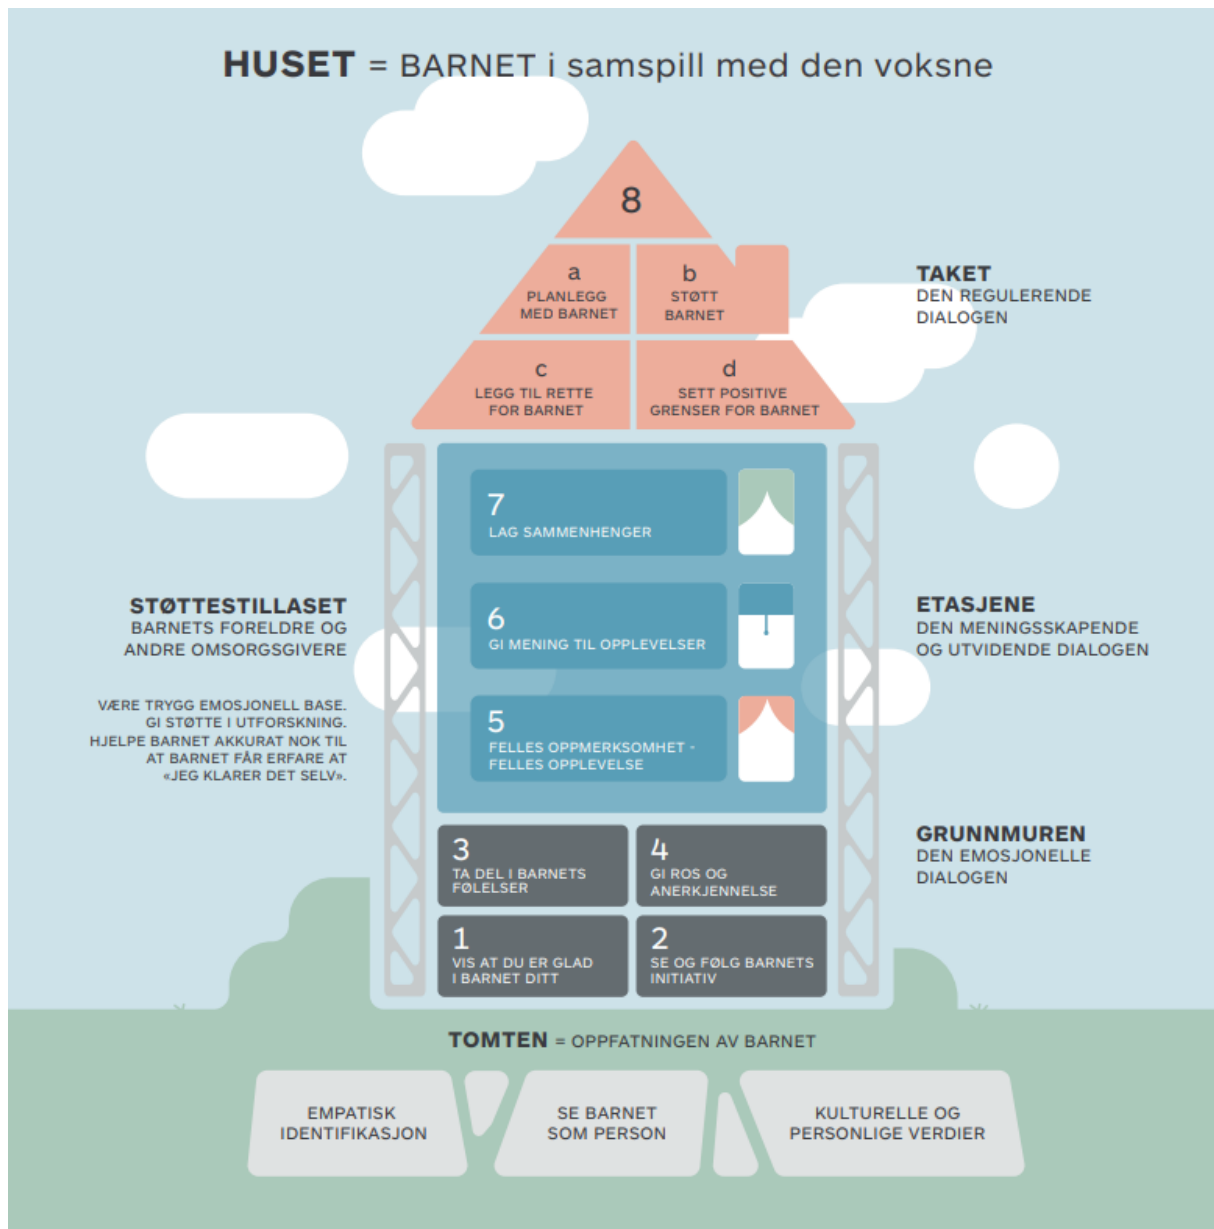 HUSET = BARNET i samspill med den voksne
8
a
PLANLEGG
MED BARNET
b
STØTT
BARNET
c
LEGG TIL RETTE
FOR BARNET
d
SETT POSITIVE
GRENSER FOR BARNET
TAKET
DEN REGULERENDE
DIALOGEN
7
LAG SAMMENHENGER
6
GI MENING TIL OPPLEVELSER
5
FELLES OPPMERKSOMHET -
FELLES OPPLEVELSE
STØTTESTILLASET
BARNETS FORELDRE OG
ANDRE OMSORGSGIVERE
VÆRE TRYGG EMOSJONELL BASE.
GI STØTTE I UTFORSKNING.
HJELPE BARNET AKKURAT NOK TIL
AT BARNET FÅR ERFARE AT
«JEG KLARER DET SELV».
ETASJENE
DEN MENINGSSKAPENDE
OG UTVIDENDE DIALOGEN
3
TA DEL I BARNETS
FØLELSER
4
GI ROS OG
ANERKJENNELSE
1
VIS AT DU ER GLAD
I BARNET DITT
2
SE OG FØLG BARNETS
INITIATIV
GRUNNMUREN
DEN EMOSJONELLE
DIALOGEN
TOMTEN = OPPFATNINGEN AV BARNET
EMPATISK
IDENTIFIKASJON
SE BARNET
SOM PERSON
KULTURELLE OG
PERSONLIGE VERDIER